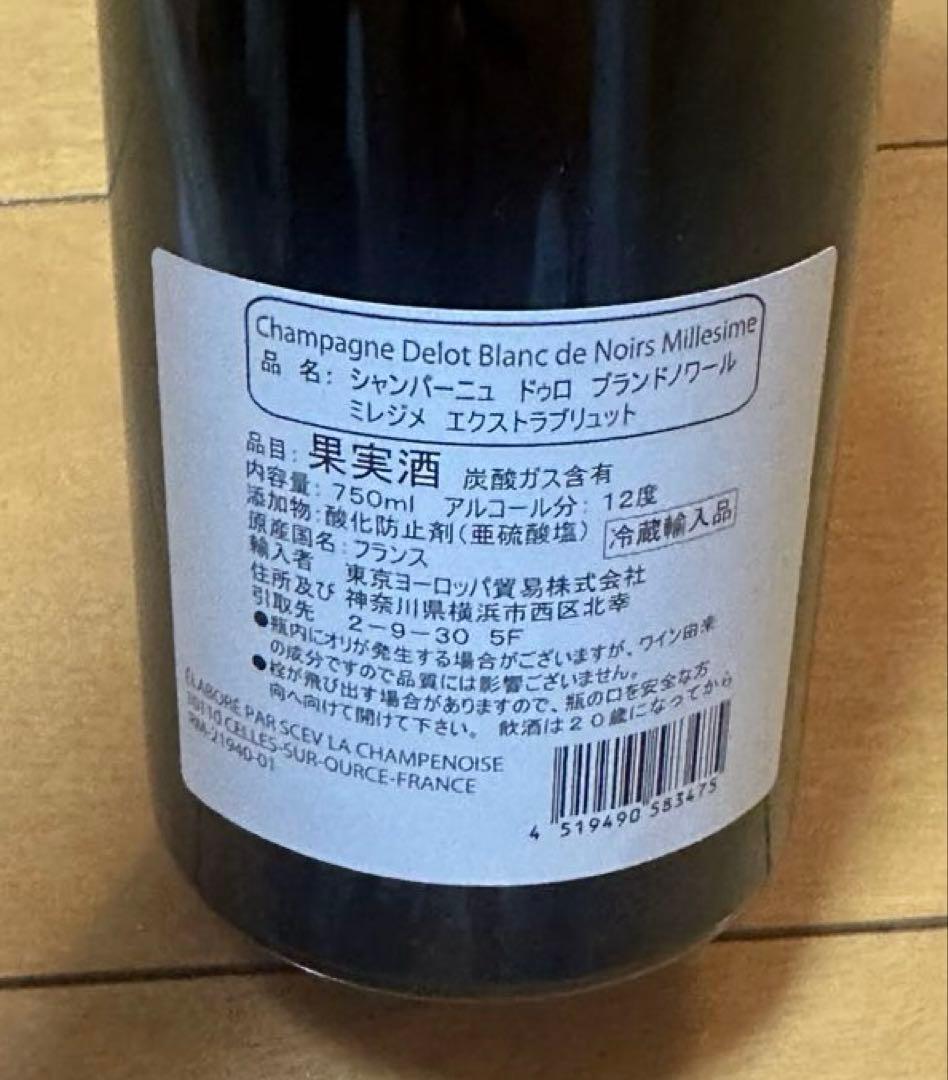 Champagne Delot Blanc de Noirs Millesime
品 名: シャンパーニュ ドゥロ ブランドノワール
ミレジメ エクストラブリュット
品目: 果実酒 炭酸ガス含有
内容量: 750ml アルコール分: 12度
添加物: 酸化防止剤(亜硫酸塩) 冷蔵輸入品
原産国名: フランス
輸入者 東京ヨーロッパ貿易株式会社
住所及び 神奈川県横浜市西区北幸
引取先 2-9-30 5F
●瓶内にオリが発生する場合がございますが、ワイン由来
の成分ですので品質には影響ございません。
●栓が飛び出す場合がありますので、瓶の口を安全な方
向へ向けて開けて下さい。 飲酒は20歳になってから
ÉLABORÉ PAR SCEV LA CHAMPENOISE
10110 CELLES-SUR-OURCE-FRANCE
RM-21940-01
4 519490 583475